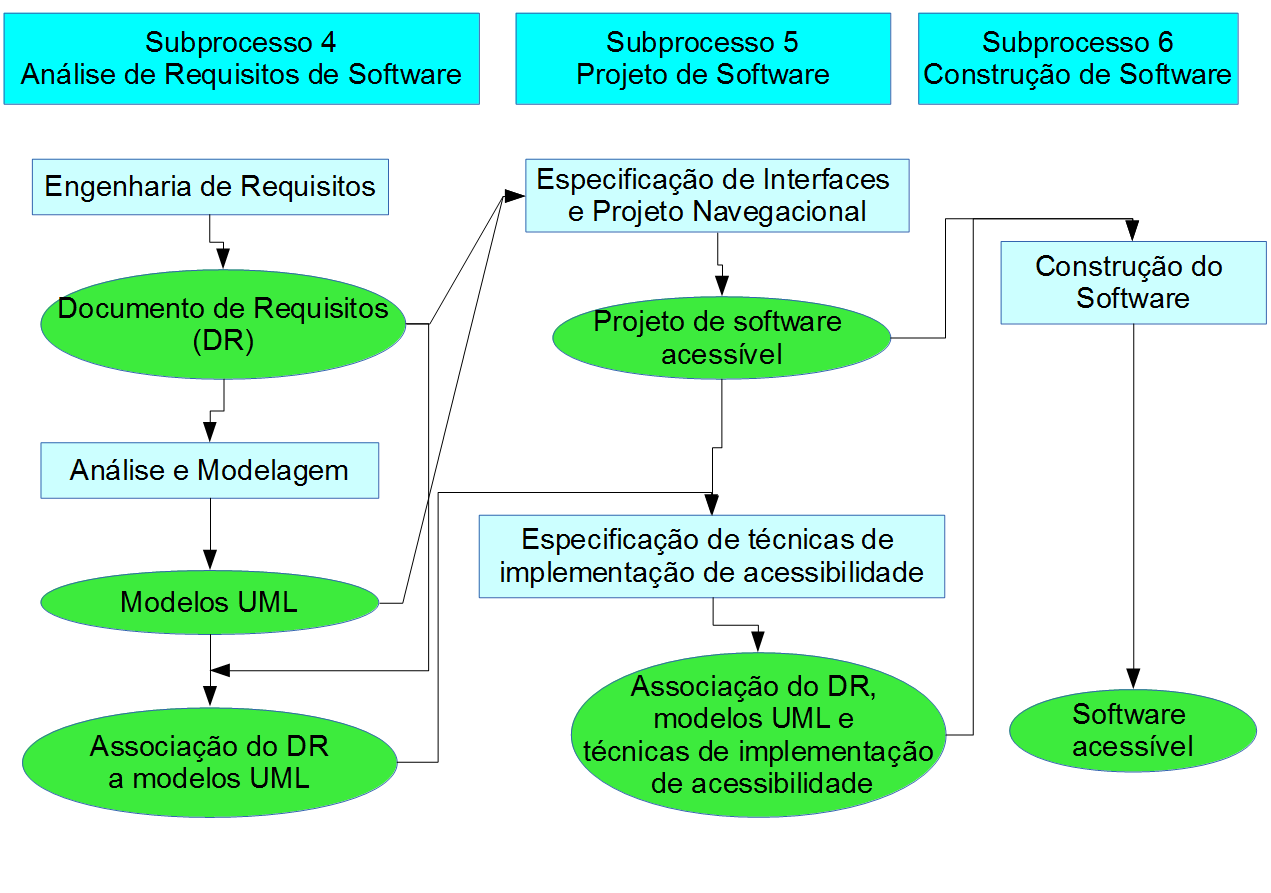 Subprocesso 4
Análise de Requisitos de Software
Subprocesso 5
Projeto de Software
Subprocesso 6
Construção de Software
Engenharia de Requisitos
Documento de Requisitos
(DR)
Análise e Modelagem
Modelos UML
Associação do DR
a modelos UML
Especificação de Interfaces
e Projeto Navegacional
Projeto de software
acessível
Especificação de técnicas de
implementação de acessibilidade
Associação do DR,
modelos UML e
técnicas de implementação
de acessibilidade
Construção do
Software
Software
acessível